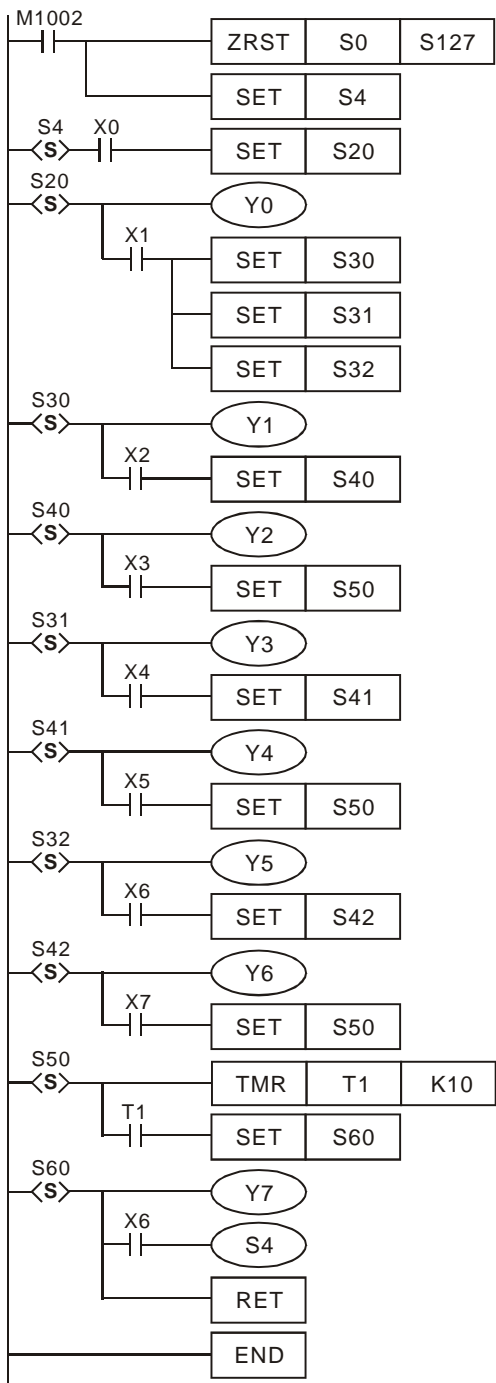 M1002
ZRST S0 S127
SET S4
S4 X0
S SET S20
S20
S Y0
X1
SET S30
SET S31
SET S32
S30
S Y1
X2
SET S40
S40
S Y2
X3
SET S50
S31
S Y3
X4
SET S41
S41
S Y4
X5
SET S50
S32
S Y5
X6
SET S42
S42
S Y6
X7
SET S50
S50
S TMR T1 K10
T1
SET S60
S60
S Y7
X6
S4
RET
END